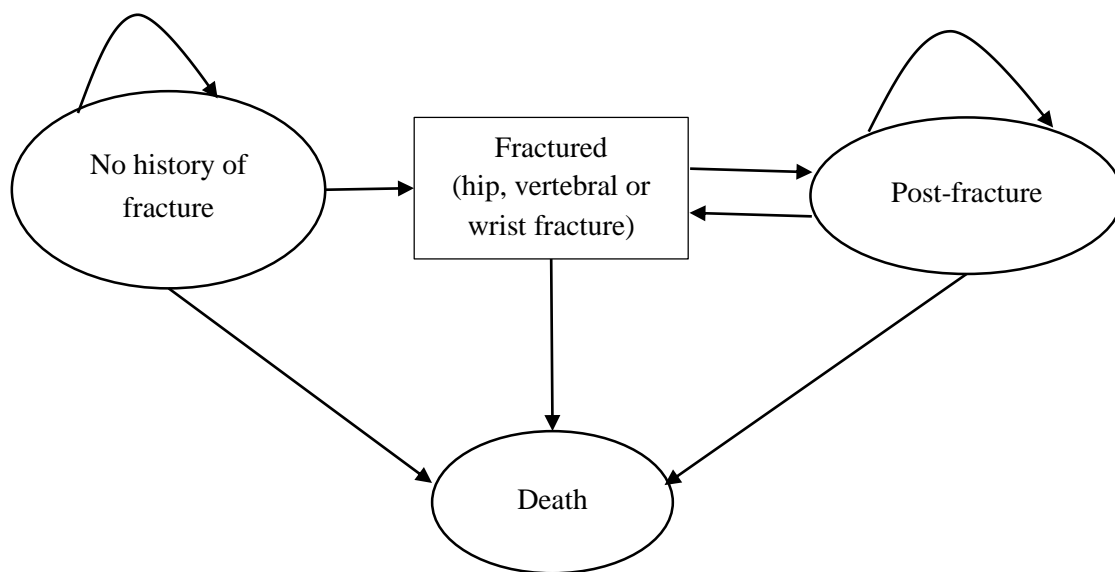 No history of
fracture
Fractured
(hip, vertebral or
wrist fracture)
Post-fracture
Death